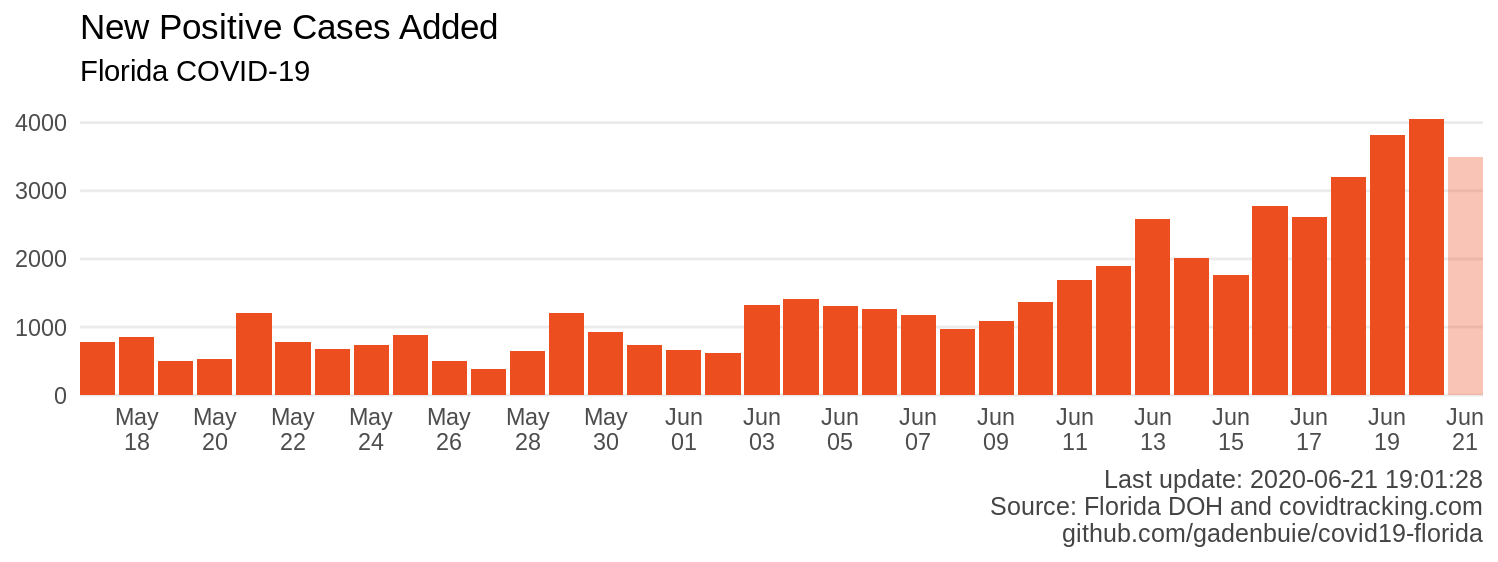 New Positive Cases Added
Florida COVID-19
4000
3000
2000
1000
0
May May May May May May May Jun Jun Jun Jun Jun Jun Jun Jun Jun Jun Jun
18 20 22 24 26 28 30 01 03 05 07 09 11 13 15 17 19 21
Last update: 2020-06-21 19:01:28
Source: Florida DOH and covidtracking.com
github.com/gadenbuie/covid19-florida